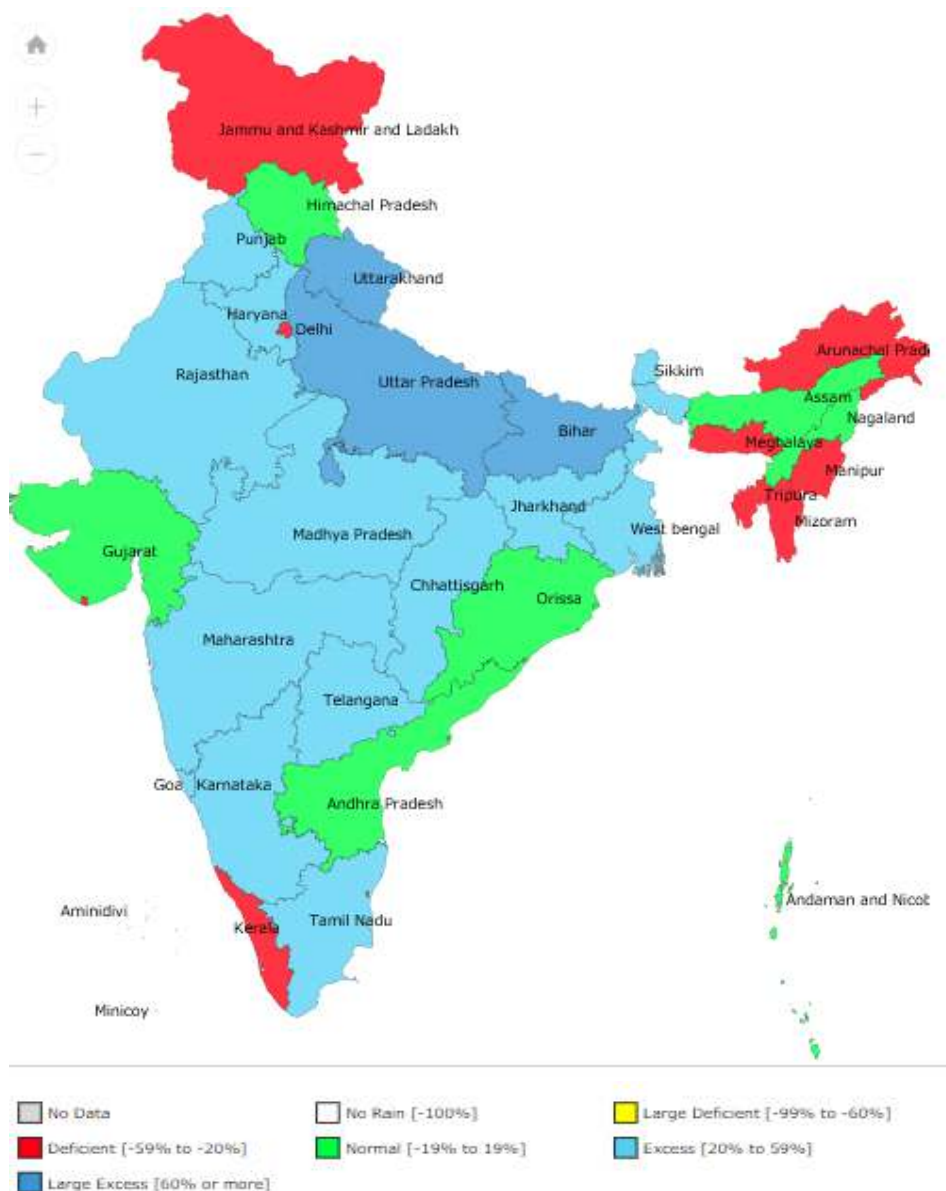 Jammu and Kashmir and Ladakh
Himachal Pradesh
Punjab
Uttarakhand
Haryana
Delhi
Rajasthan
Uttar Pradesh
Sikkim
Arunachal Prade
Assam
Nagaland
Bihar
Meghalaya
Manipur
Tripura
Mizoram
Jharkhand
West bengal
Madhya Pradesh
Gujarat
Chhattisgarh
Orissa
Maharashtra
Telangana
Goa
Karnataka
Andhra Pradesh
Andaman and Nicob
Aminidivi
Kerala
Tamil Nadu
Minicoy
No Data
No Rain [-100%]
Large Deficient [-99% to -60%]
Deficient [-59% to -20%]
Normal [-19% to 19%]
Excess [20% to 59%]
Large Excess [60% or more]